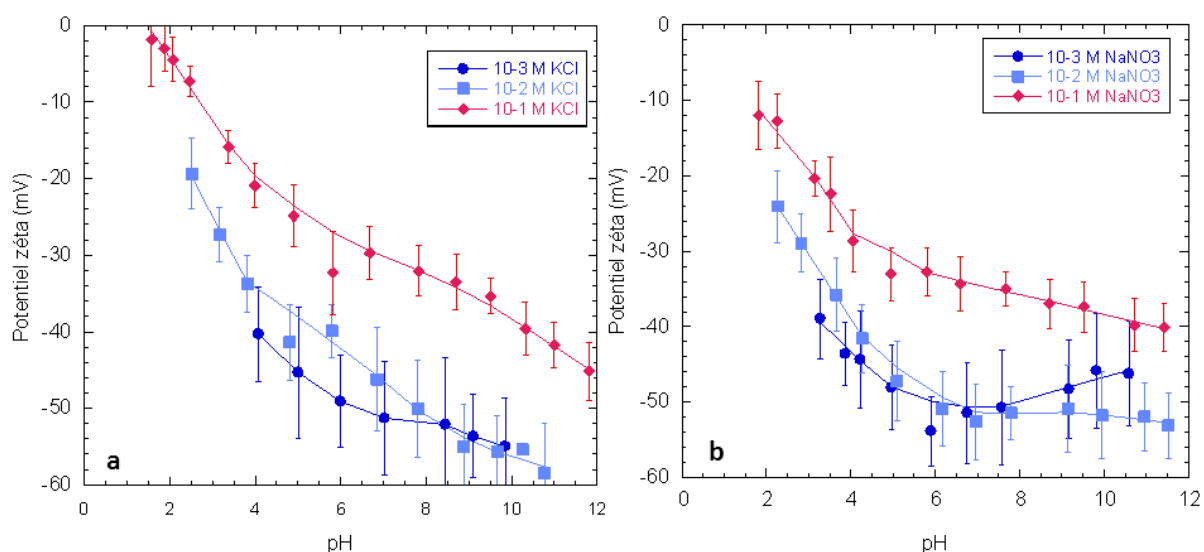 0
-10
-20
-30
-40
-50
-60
Potentiel zéta (mV)
10-3 M KCl
10-2 M KCl
10-1 M KCl
a
0 2 4 6 8 10 12
pH
0
-10
-20
-30
-40
-50
-60
Potentiel zéta (mV)
10-3 M NaNO3
10-2 M NaNO3
10-1 M NaNO3
b
0 2 4 6 8 10 12
pH